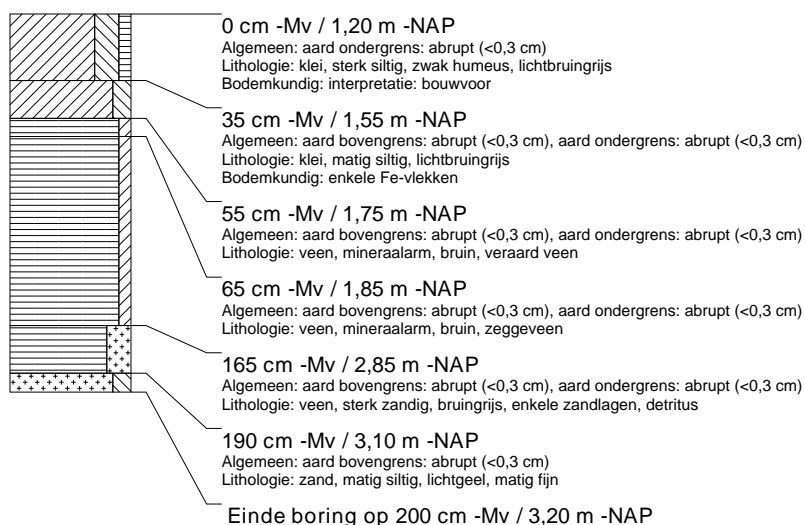 0 cm -Mv / 1,20 m -NAP
Algemeen: aard ondergrens: abrupt (<0,3 cm)
Lithologie: klei, sterk siltig, zwak humeus, lichtbruingrijs
Bodemkundig: interpretatie: bouwvoor
35 cm -Mv / 1,55 m -NAP
Algemeen: aard bovengrens: abrupt (<0,3 cm), aard ondergrens: abrupt (<0,3 cm)
Lithologie: klei, matig siltig, lichtbruingrijs
Bodemkundig: enkele Fe-vlekken
55 cm -Mv / 1,75 m -NAP
Algemeen: aard bovengrens: abrupt (<0,3 cm), aard ondergrens: abrupt (<0,3 cm)
Lithologie: veen, mineraalarm, bruin, veraard veen
65 cm -Mv / 1,85 m -NAP
Algemeen: aard bovengrens: abrupt (<0,3 cm), aard ondergrens: abrupt (<0,3 cm)
Lithologie: veen, mineraalarm, bruin, zeggeveen
165 cm -Mv / 2,85 m -NAP
Algemeen: aard bovengrens: abrupt (<0,3 cm), aard ondergrens: abrupt (<0,3 cm)
Lithologie: veen, sterk zandig, bruingrijs, enkele zandlagen, detritus
190 cm -Mv / 3,10 m -NAP
Algemeen: aard bovengrens: abrupt (<0,3 cm)
Lithologie: zand, matig siltig, lichtgeel, matig fijn
Einde boring op 200 cm -Mv / 3,20 m -NAP